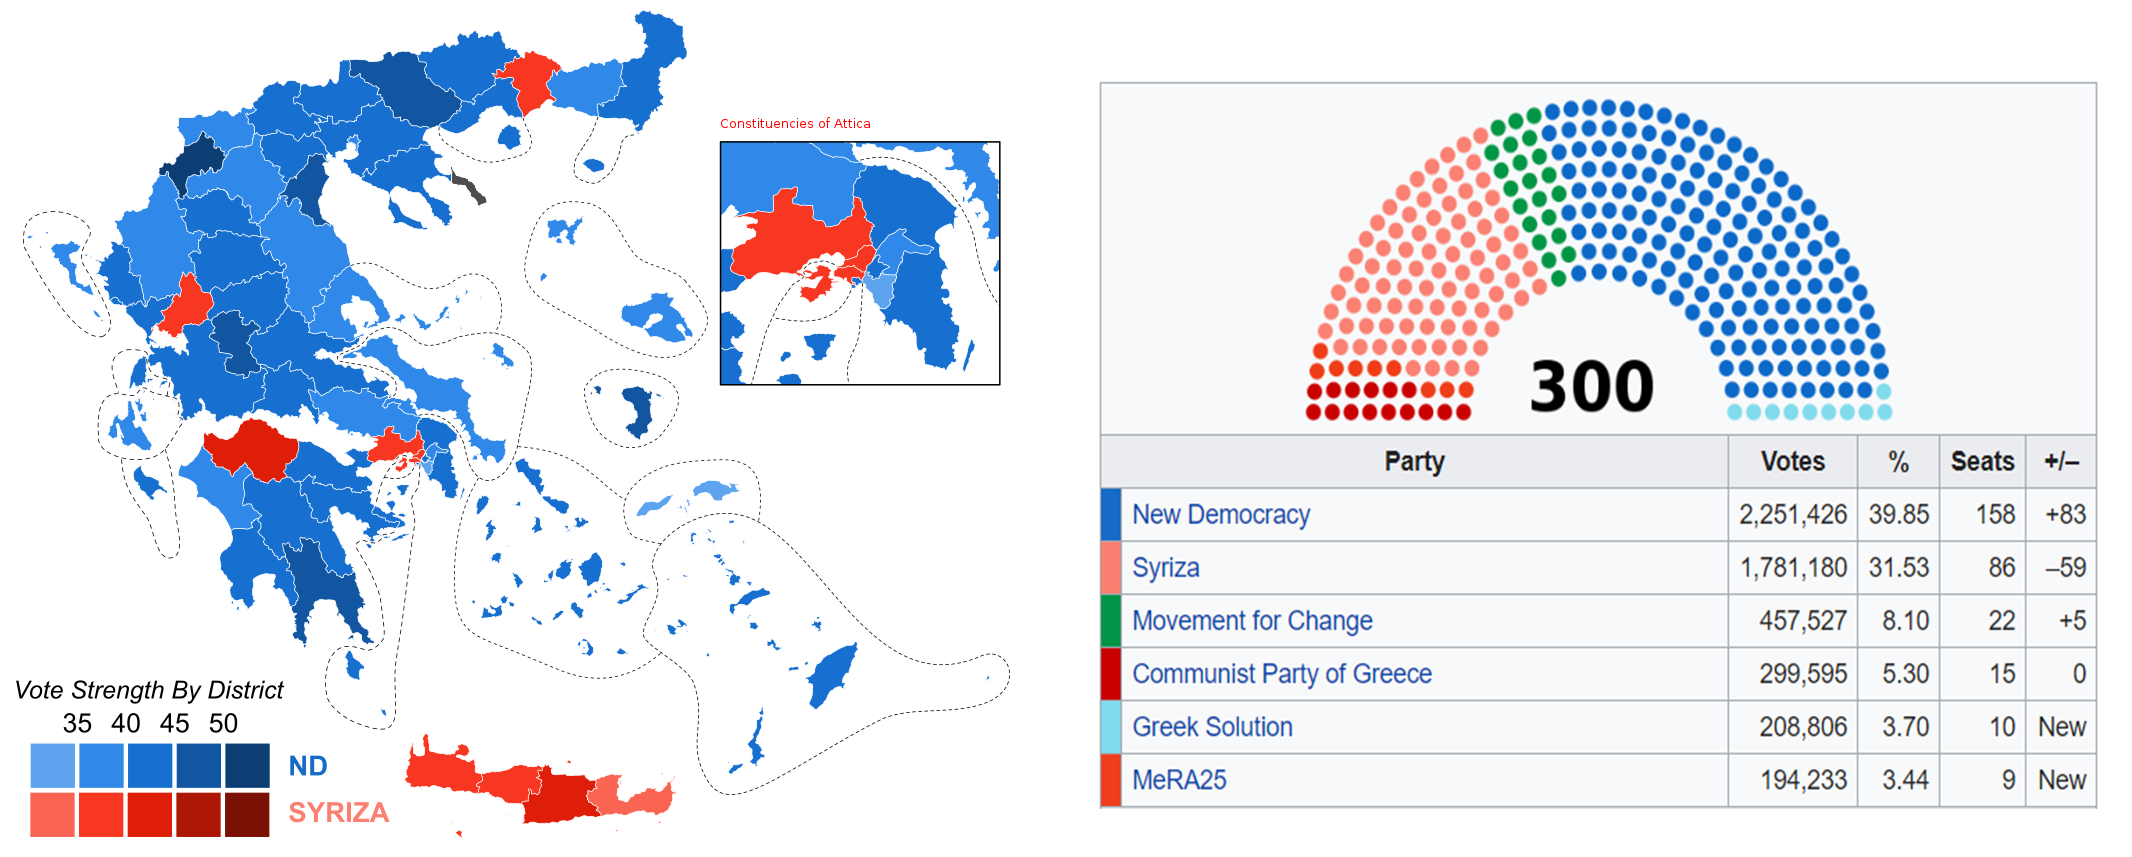 Constituencies of Attica
Vote Strength By District
35 40 45 50
ND
SYRIZA
300
Party Votes % Seats +/–
New Democracy 2,251,426 39.85 158 +83
Syriza 1,781,180 31.53 86 –59
Movement for Change 457,527 8.10 22 +5
Communist Party of Greece 299,595 5.30 15 0
Greek Solution 208,806 3.70 10 New
MeRA25 194,233 3.44 9 New